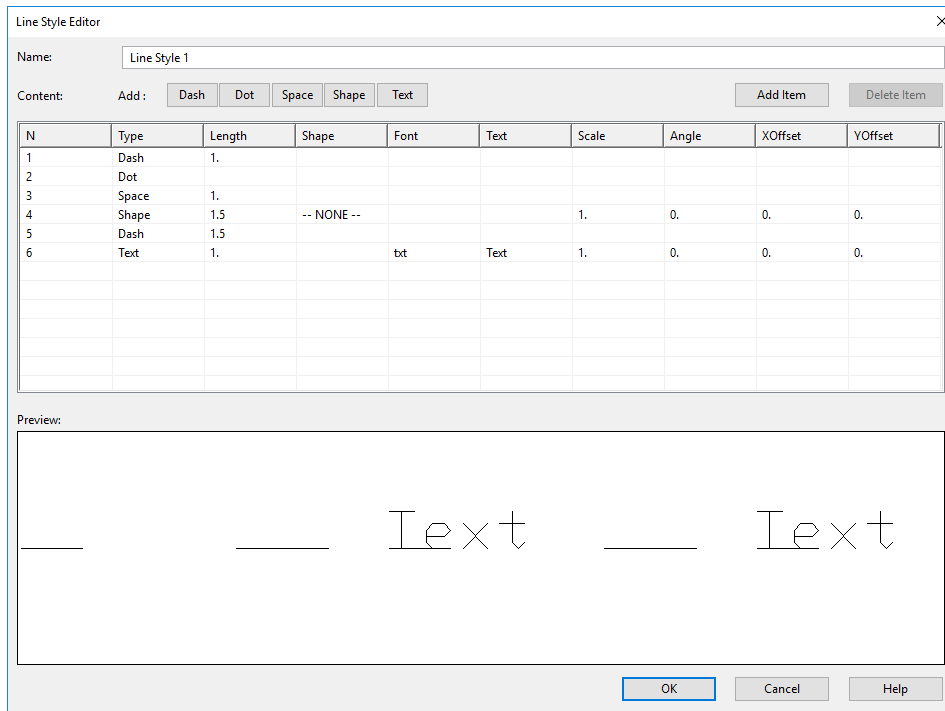 Line Style Editor
Name: Line Style 1
Content: Add : Dash Dot Space Shape Text Add Item Delete Item
N Type Length Shape Font Text Scale Angle XOffset YOffset
1 Dash 1.
2 Dot
3 Space 1.
4 Shape 1.5 -- NONE -- 1. 0. 0. 0.
5 Dash 1.5
6 Text 1. txt Text 1. 0. 0. 0.
Preview:
Text Text
OK Cancel Help